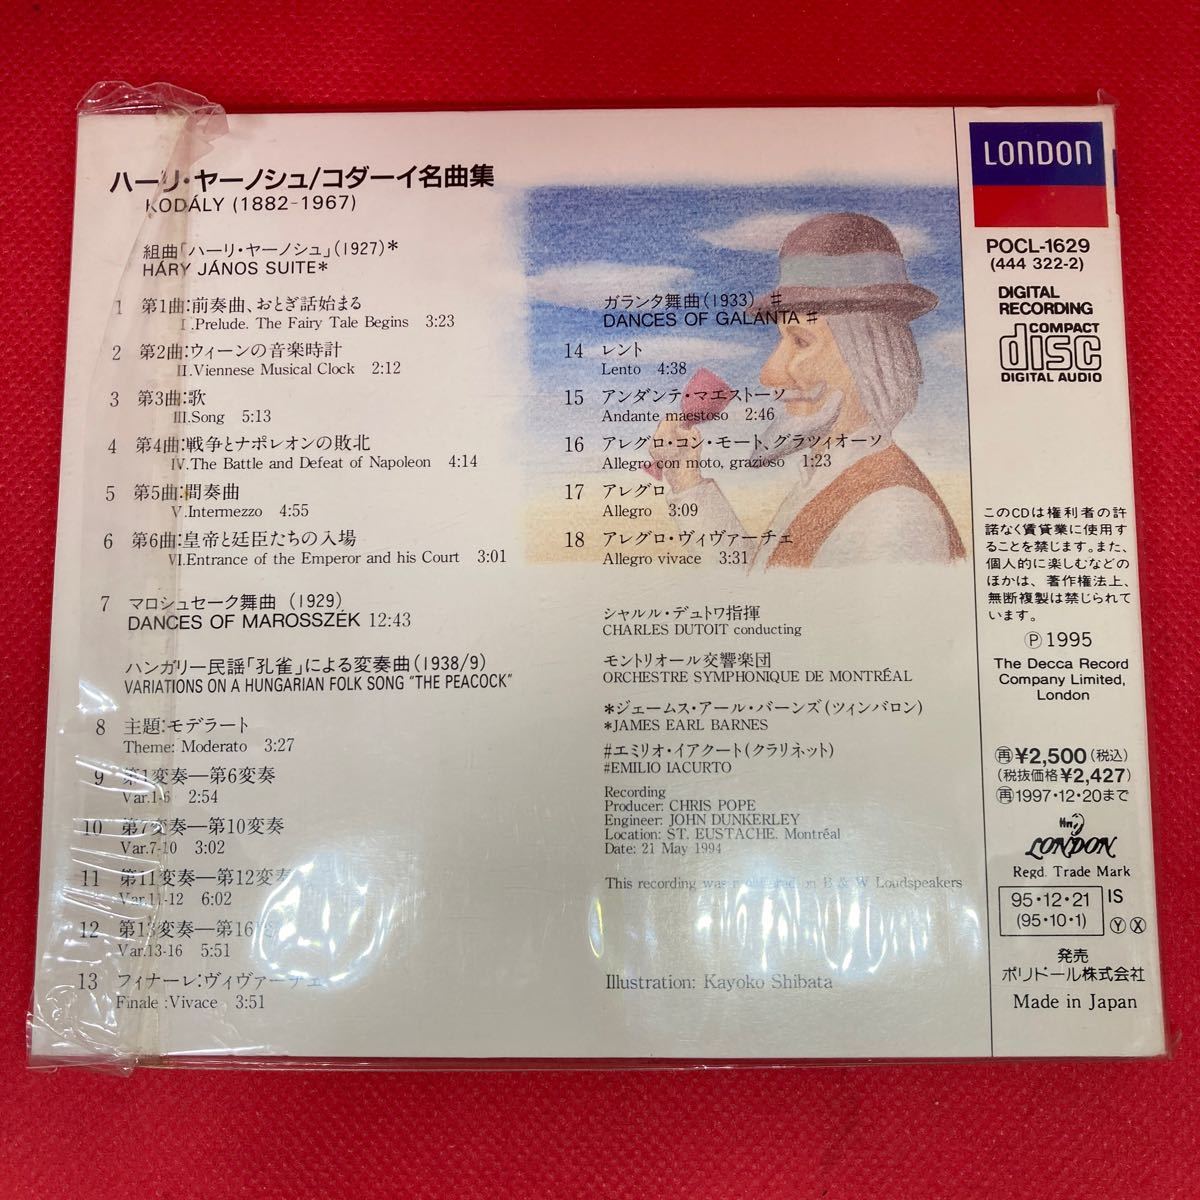 ハーリ・ヤーノシュ/コダーイ名曲集
KODÁLY (1882-1967)
組曲「ハーリ・ヤーノシュ」(1927)*
HÁRY JÁNOS SUITE*
1 第1曲:前奏曲、おとぎ話始まる
I.Prelude. The Fairy Tale Begins 3:23
2 第2曲:ウィーンの音楽時計
II.Viennese Musical Clock 2:12
3 第3曲:歌
III.Song 5:13
4 第4曲:戦争とナポレオンの敗北
IV.The Battle and Defeat of Napoleon 4:14
5 第5曲:間奏曲
V.Intermezzo 4:55
6 第6曲:皇帝と廷臣たちの入場
VI.Entrance of the Emperor and his Court 3:01
7 マロシュセーク舞曲 (1929)
DANCES OF MAROSSZÉK 12:43
ハンガリー民謡「孔雀」による変奏曲(1938/9)
VARIATIONS ON A HUNGARIAN FOLK SONG "THE PEACOCK"
8 主題:モデラート
Theme: Moderato 3:27
9 第1変奏—第6変奏
Var.1-6 2:54
10 第7変奏—第10変奏
Var.7-10 3:02
11 第11変奏—第12変奏
Var.11-12 6:02
12 第13変奏—第16変奏
Var.13-16 5:51
13 フィナーレ:ヴィヴァーチェ
Finale :Vivace 3:51
ガランタ舞曲(1933) #
DANCES OF GALÁNTA #
14 レント
Lento 4:38
15 アンダンテ・マエストーソ
Andante maestoso 2:46
16 アレグロ・コン・モート、グラツィオーソ
Allegro con moto, grazioso 1:23
17 アレグロ
Allegro 3:09
18 アレグロ・ヴィヴァーチェ
Allegro vivace 3:31
シャルル・デュトワ指揮
CHARLES DUTOIT conducting
モントリオール交響楽団
ORCHESTRE SYMPHONIQUE DE MONTRÉAL
*ジェームス・アール・バーンズ(ツィンバロン)
*JAMES EARL BARNES
#エミリオ・イアクート(クラリネット)
#EMILIO IACURTO
Recording
Producer: CHRIS POPE
Engineer: JOHN DUNKERLEY
Location: ST. EUSTACHE. Montréal
Date: 21 May 1994
This recording was on B & W Loudspeakers
Illustration: Kayoko Shibata
LONDON
POCL-1629
(444 322-2)
DIGITAL
RECORDING
COMPACT
disc
DIGITAL AUDIO
このCDは権利者の許
諾なく賃貸業に使用す
ることを禁じます。また、
個人的に楽しむなどの
ほかは、著作権法上、
無断複製は禁じられて
います。
Ⓟ 1995
The Decca Record
Company Limited,
London
再¥2,500(税込)
(税抜価格¥2,427)
再1997・12・20まで
LONDON
Regd. Trade Mark
95・12・21 IS
(95・10・1) Ⓨ Ⓧ
発売
ポリドール株式会社
Made in Japan